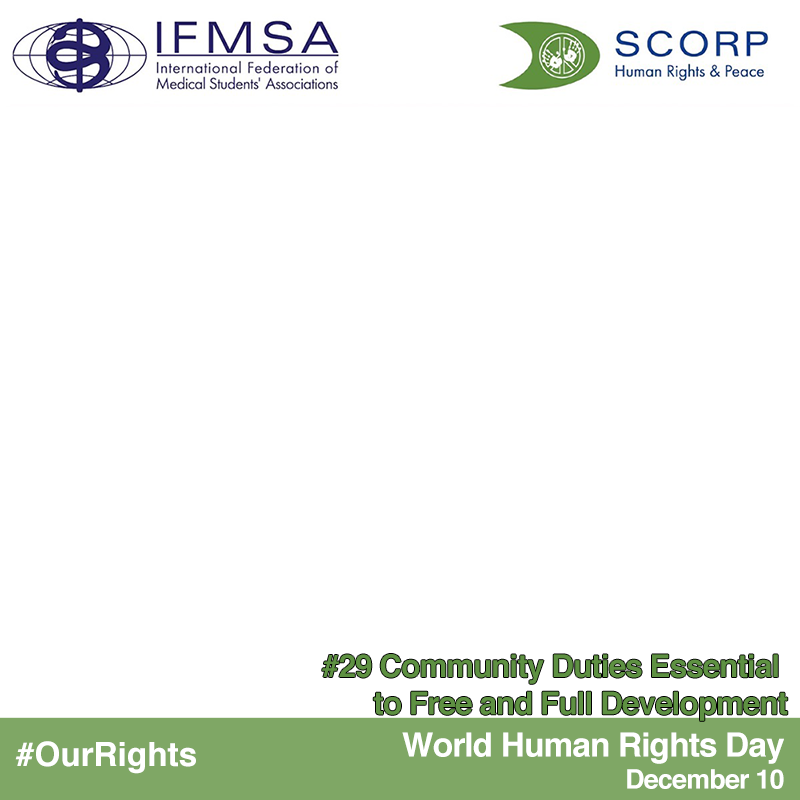 IFMSA
International Federation of
Medical Students' Associations
SCORP
Human Rights & Peace
#29 Community Duties Essential
to Free and Full Development
#OurRights
World Human Rights Day
December 10